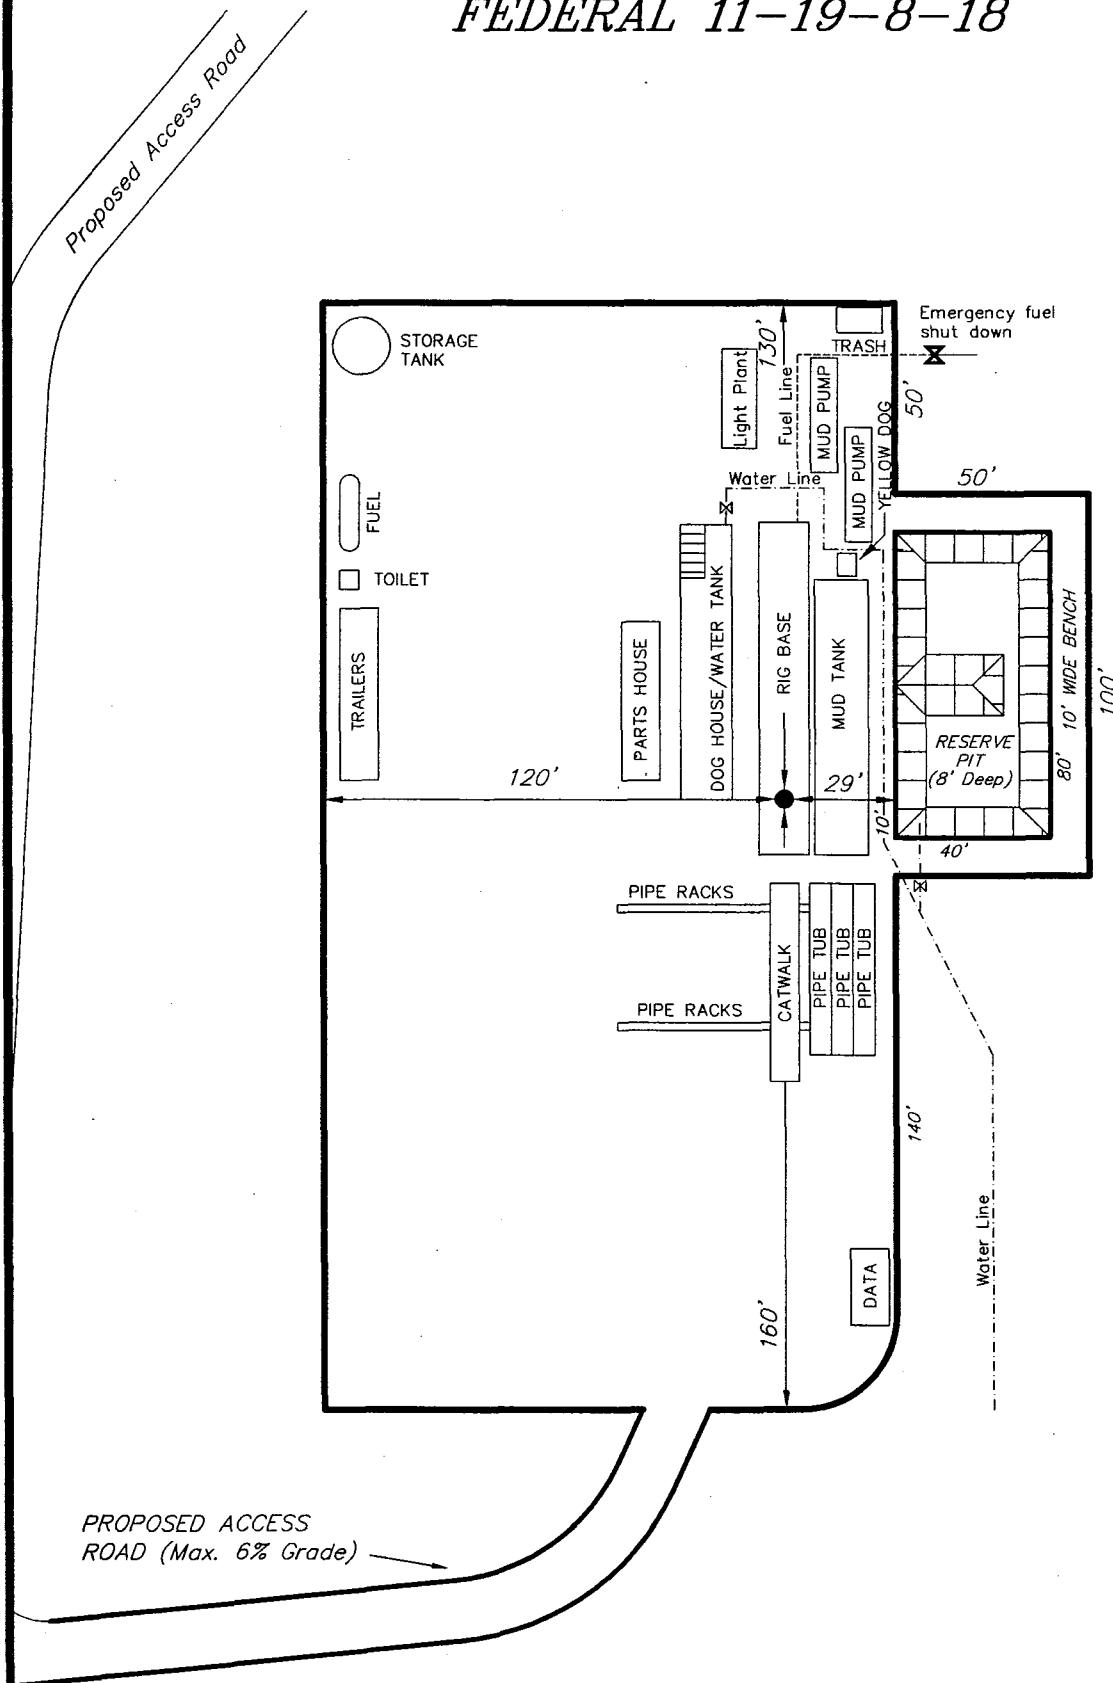 FEDERAL 11-19-8-18
Proposed Access Road
Emergency fuel
shut down
STORAGE
TANK
130'
TRASH
Light Plant
Fuel Line
MUD PUMP
50'
YELLOW DOG
MUD PUMP
Water Line
50'
FUEL
TOILET
TRAILERS
PARTS HOUSE
DOG HOUSE/WATER TANK
RIG BASE
MUD TANK
RESERVE
PIT
(8' Deep)
80'
10' WIDE BENCH
100'
120'
29'
10'
40'
PIPE RACKS
CATWALK
PIPE TUB
PIPE TUB
PIPE TUB
PIPE RACKS
140'
Water Line
DATA
160'
PROPOSED ACCESS
ROAD (Max. 6% Grade)